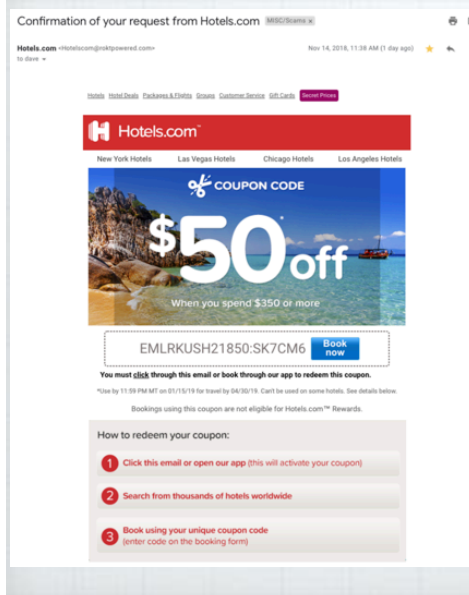 Confirmation of your request from Hotels.com MISC/Scams x
Hotels.com <Hotelscom@roktpowered.com> Nov 14, 2018, 11:38 AM (1 day ago)
to dave
Hotels Hotel Deals Packages & Flights Groups Customer Service Gift Cards Secret Prices
Hotels.com™
New York Hotels Las Vegas Hotels Chicago Hotels Los Angeles Hotels
COUPON CODE
$50 off*
When you spend $350 or more
EMLRKUSH21850:SK7CM6 Book now
You must click through this email or book through our app to redeem this coupon.
*Use by 11:59 PM MT on 01/15/19 for travel by 04/30/19. Can't be used on some hotels. See details below.
Bookings using this coupon are not eligible for Hotels.com™ Rewards.
How to redeem your coupon:
1 Click this email or open our app (this will activate your coupon)
2 Search from thousands of hotels worldwide
3 Book using your unique coupon code
(enter code on the booking form)